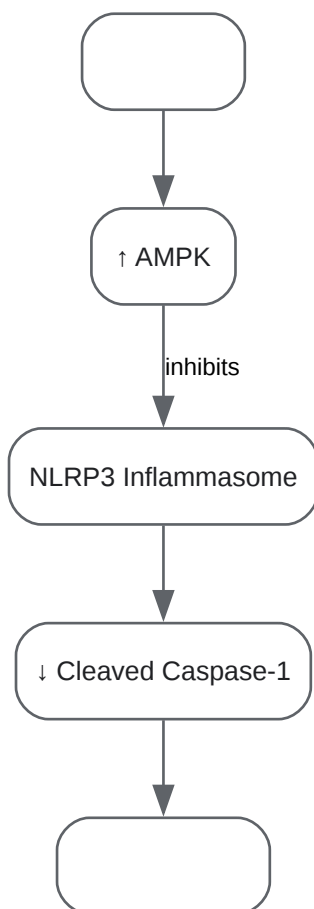 ↑ AMPK
inhibits
NLRP3 Inflammasome
↓ Cleaved Caspase-1